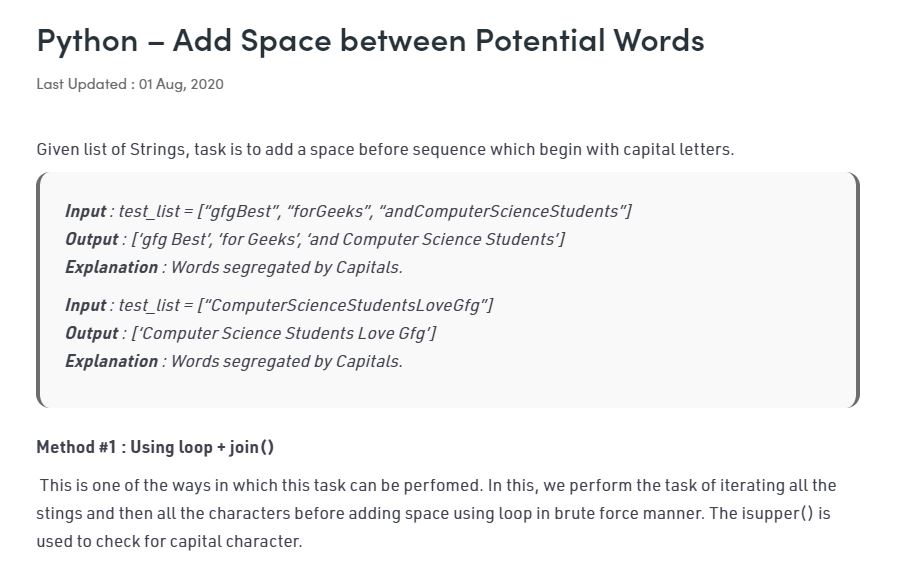 Python – Add Space between Potential Words
Last Updated : 01 Aug, 2020
Given list of Strings, task is to add a space before sequence which begin with capital letters.
Input : test_list = [“gfgBest”, “forGeeks”, “andComputerScienceStudents”]
Output : [‘gfg Best’, ‘for Geeks’, ‘and Computer Science Students’]
Explanation : Words segregated by Capitals.
Input : test_list = [“ComputerScienceStudentsLoveGfg”]
Output : [‘Computer Science Students Love Gfg’]
Explanation : Words segregated by Capitals.
Method #1 : Using loop + join()
This is one of the ways in which this task can be perfomed. In this, we perform the task of iterating all the
stings and then all the characters before adding space using loop in brute force manner. The isupper() is
used to check for capital character.